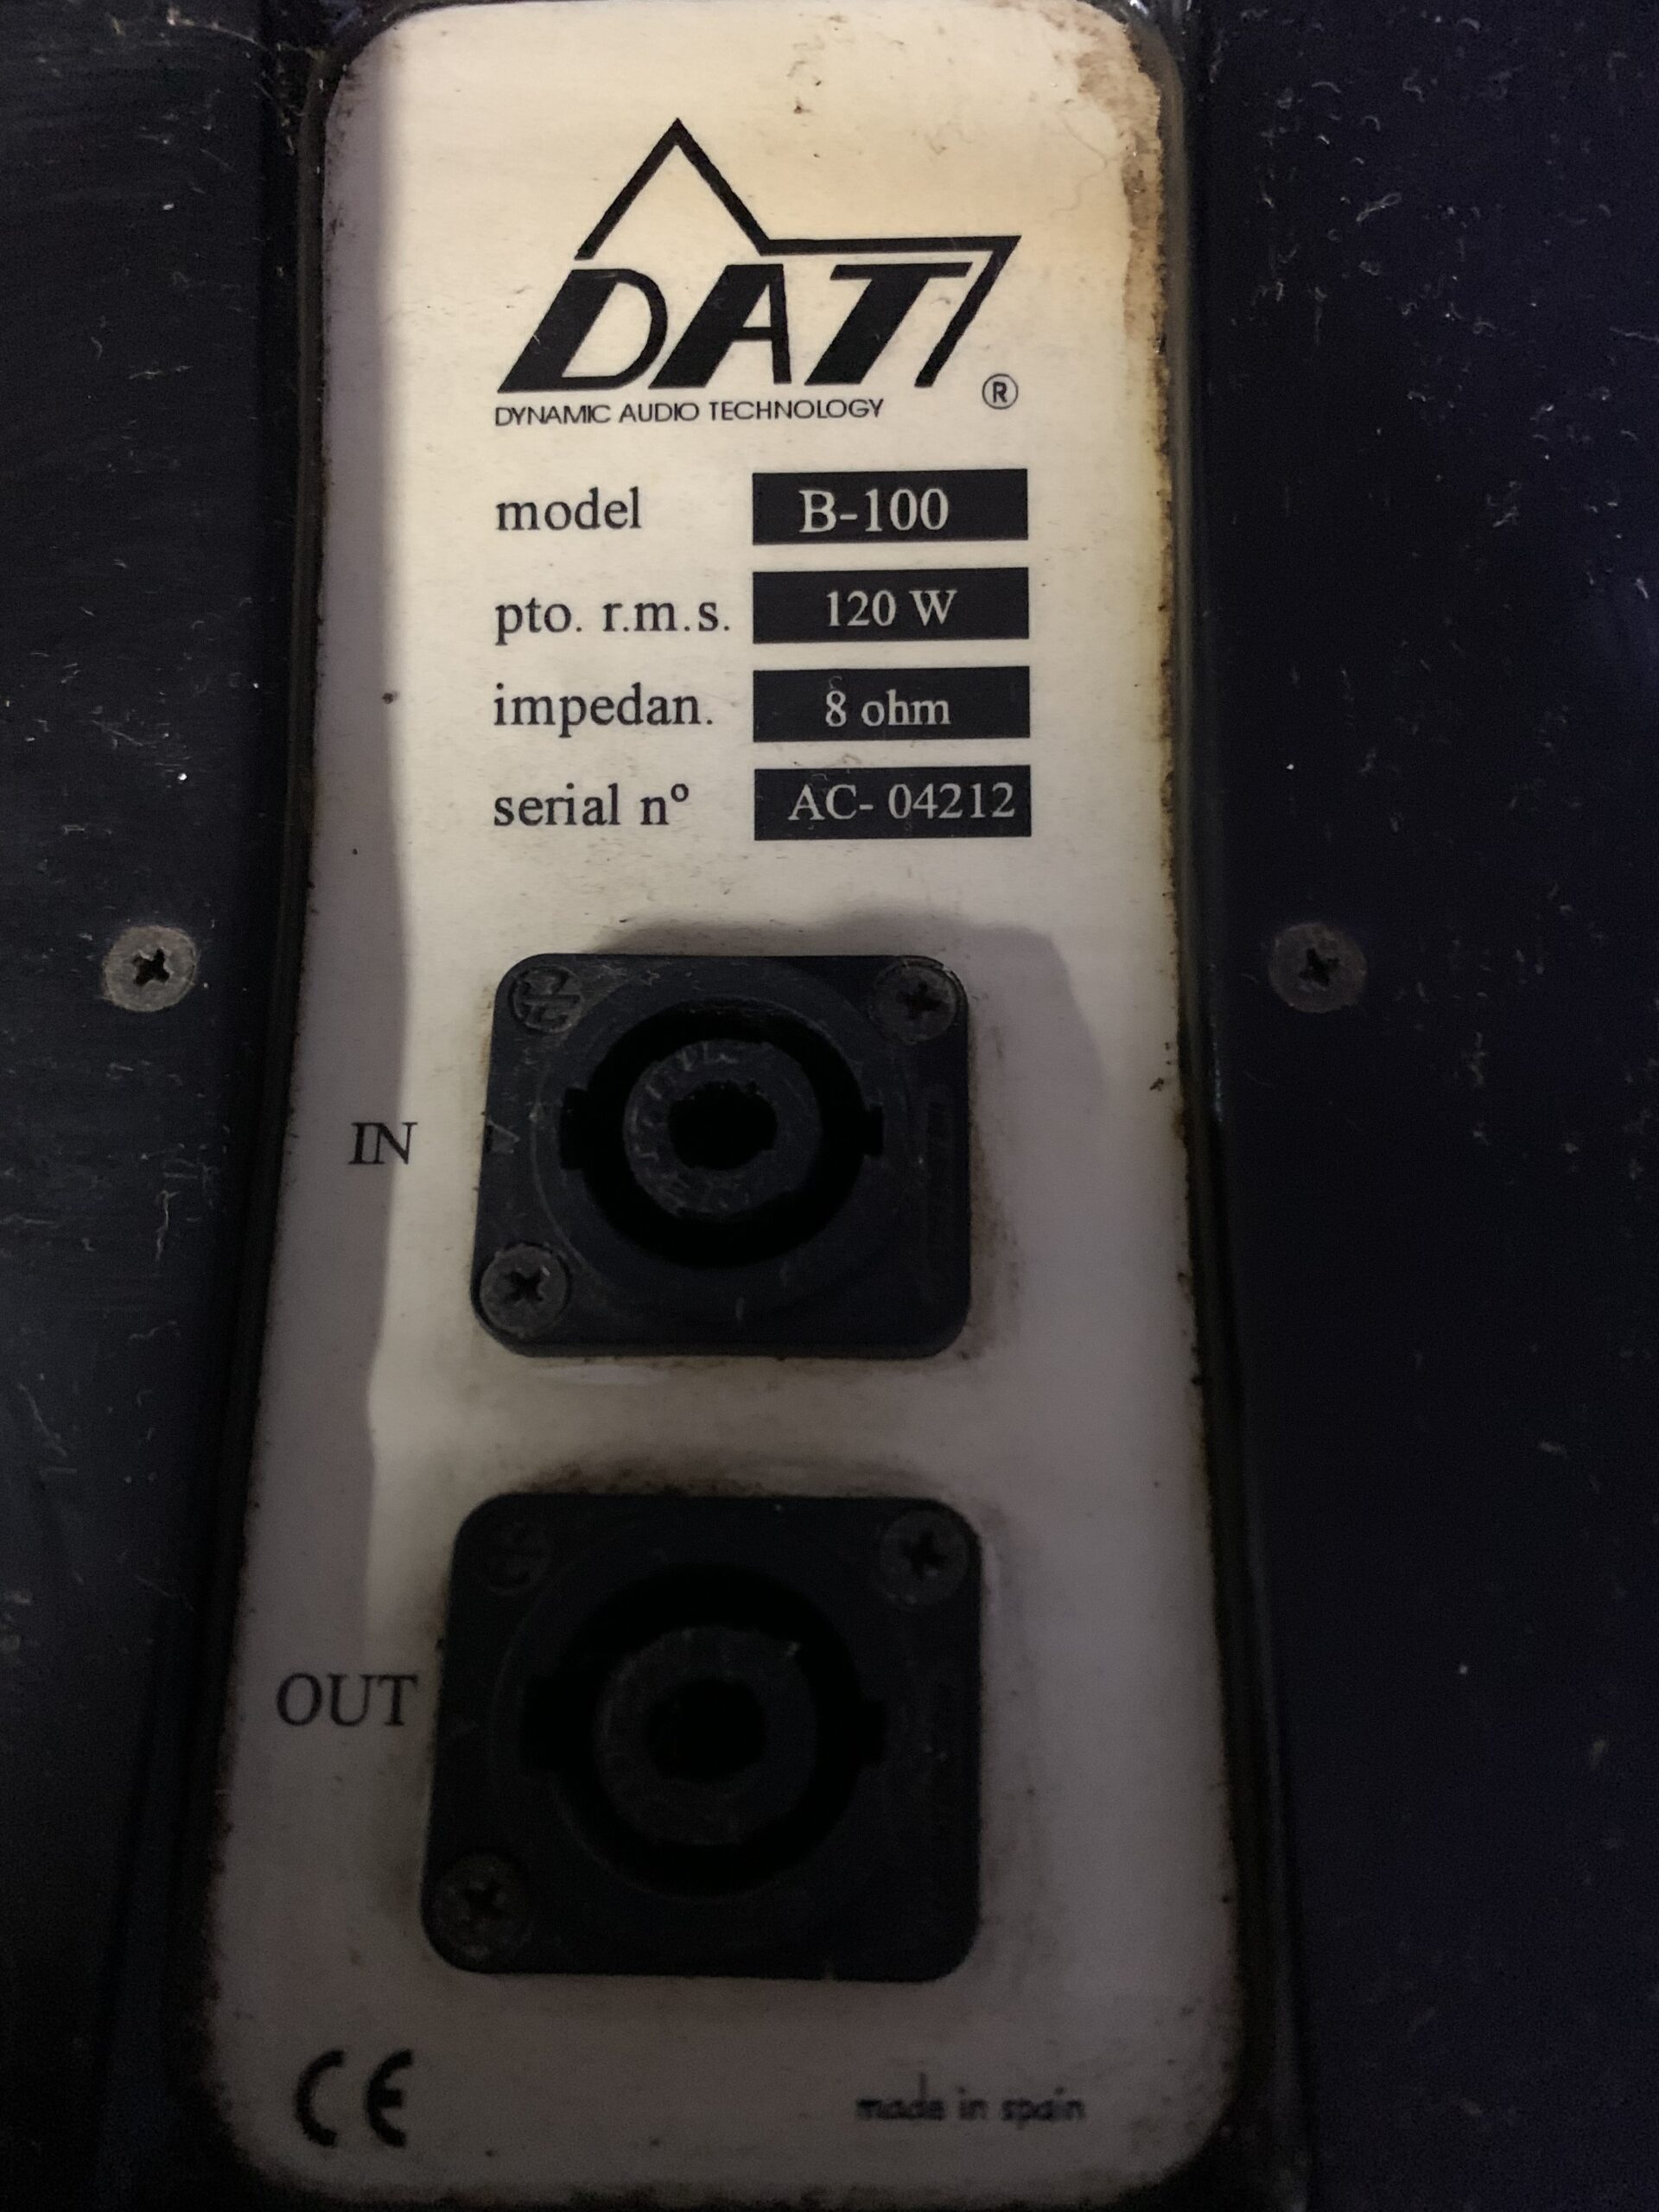 DAT
®
DYNAMIC AUDIO TECHNOLOGY
model B-100
pto. r.m.s. 120 W
impedan. 8 ohm
serial nº AC- 04212
IN
OUT
CE made in spain